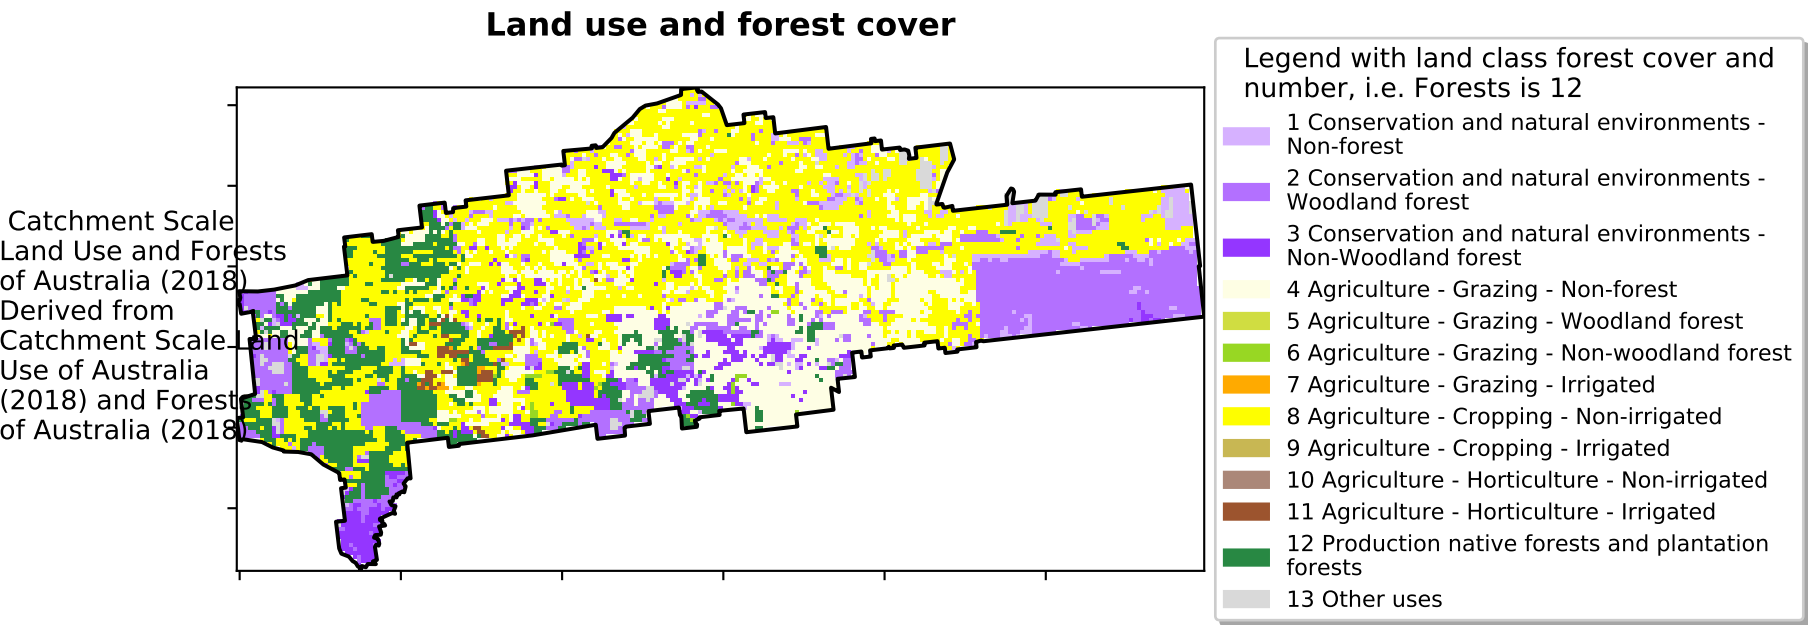 Land use and forest cover
Catchment Scale
Land Use and Forests
of Australia (2018)
Derived from
Catchment Scale Land
Use of Australia
(2018) and Forests
of Australia (2018)
Legend with land class forest cover and
number, i.e. Forests is 12
1 Conservation and natural environments -
Non-forest
2 Conservation and natural environments -
Woodland forest
3 Conservation and natural environments -
Non-Woodland forest
4 Agriculture - Grazing - Non-forest
5 Agriculture - Grazing - Woodland forest
6 Agriculture - Grazing - Non-woodland forest
7 Agriculture - Grazing - Irrigated
8 Agriculture - Cropping - Non-irrigated
9 Agriculture - Cropping - Irrigated
10 Agriculture - Horticulture - Non-irrigated
11 Agriculture - Horticulture - Irrigated
12 Production native forests and plantation
forests
13 Other uses